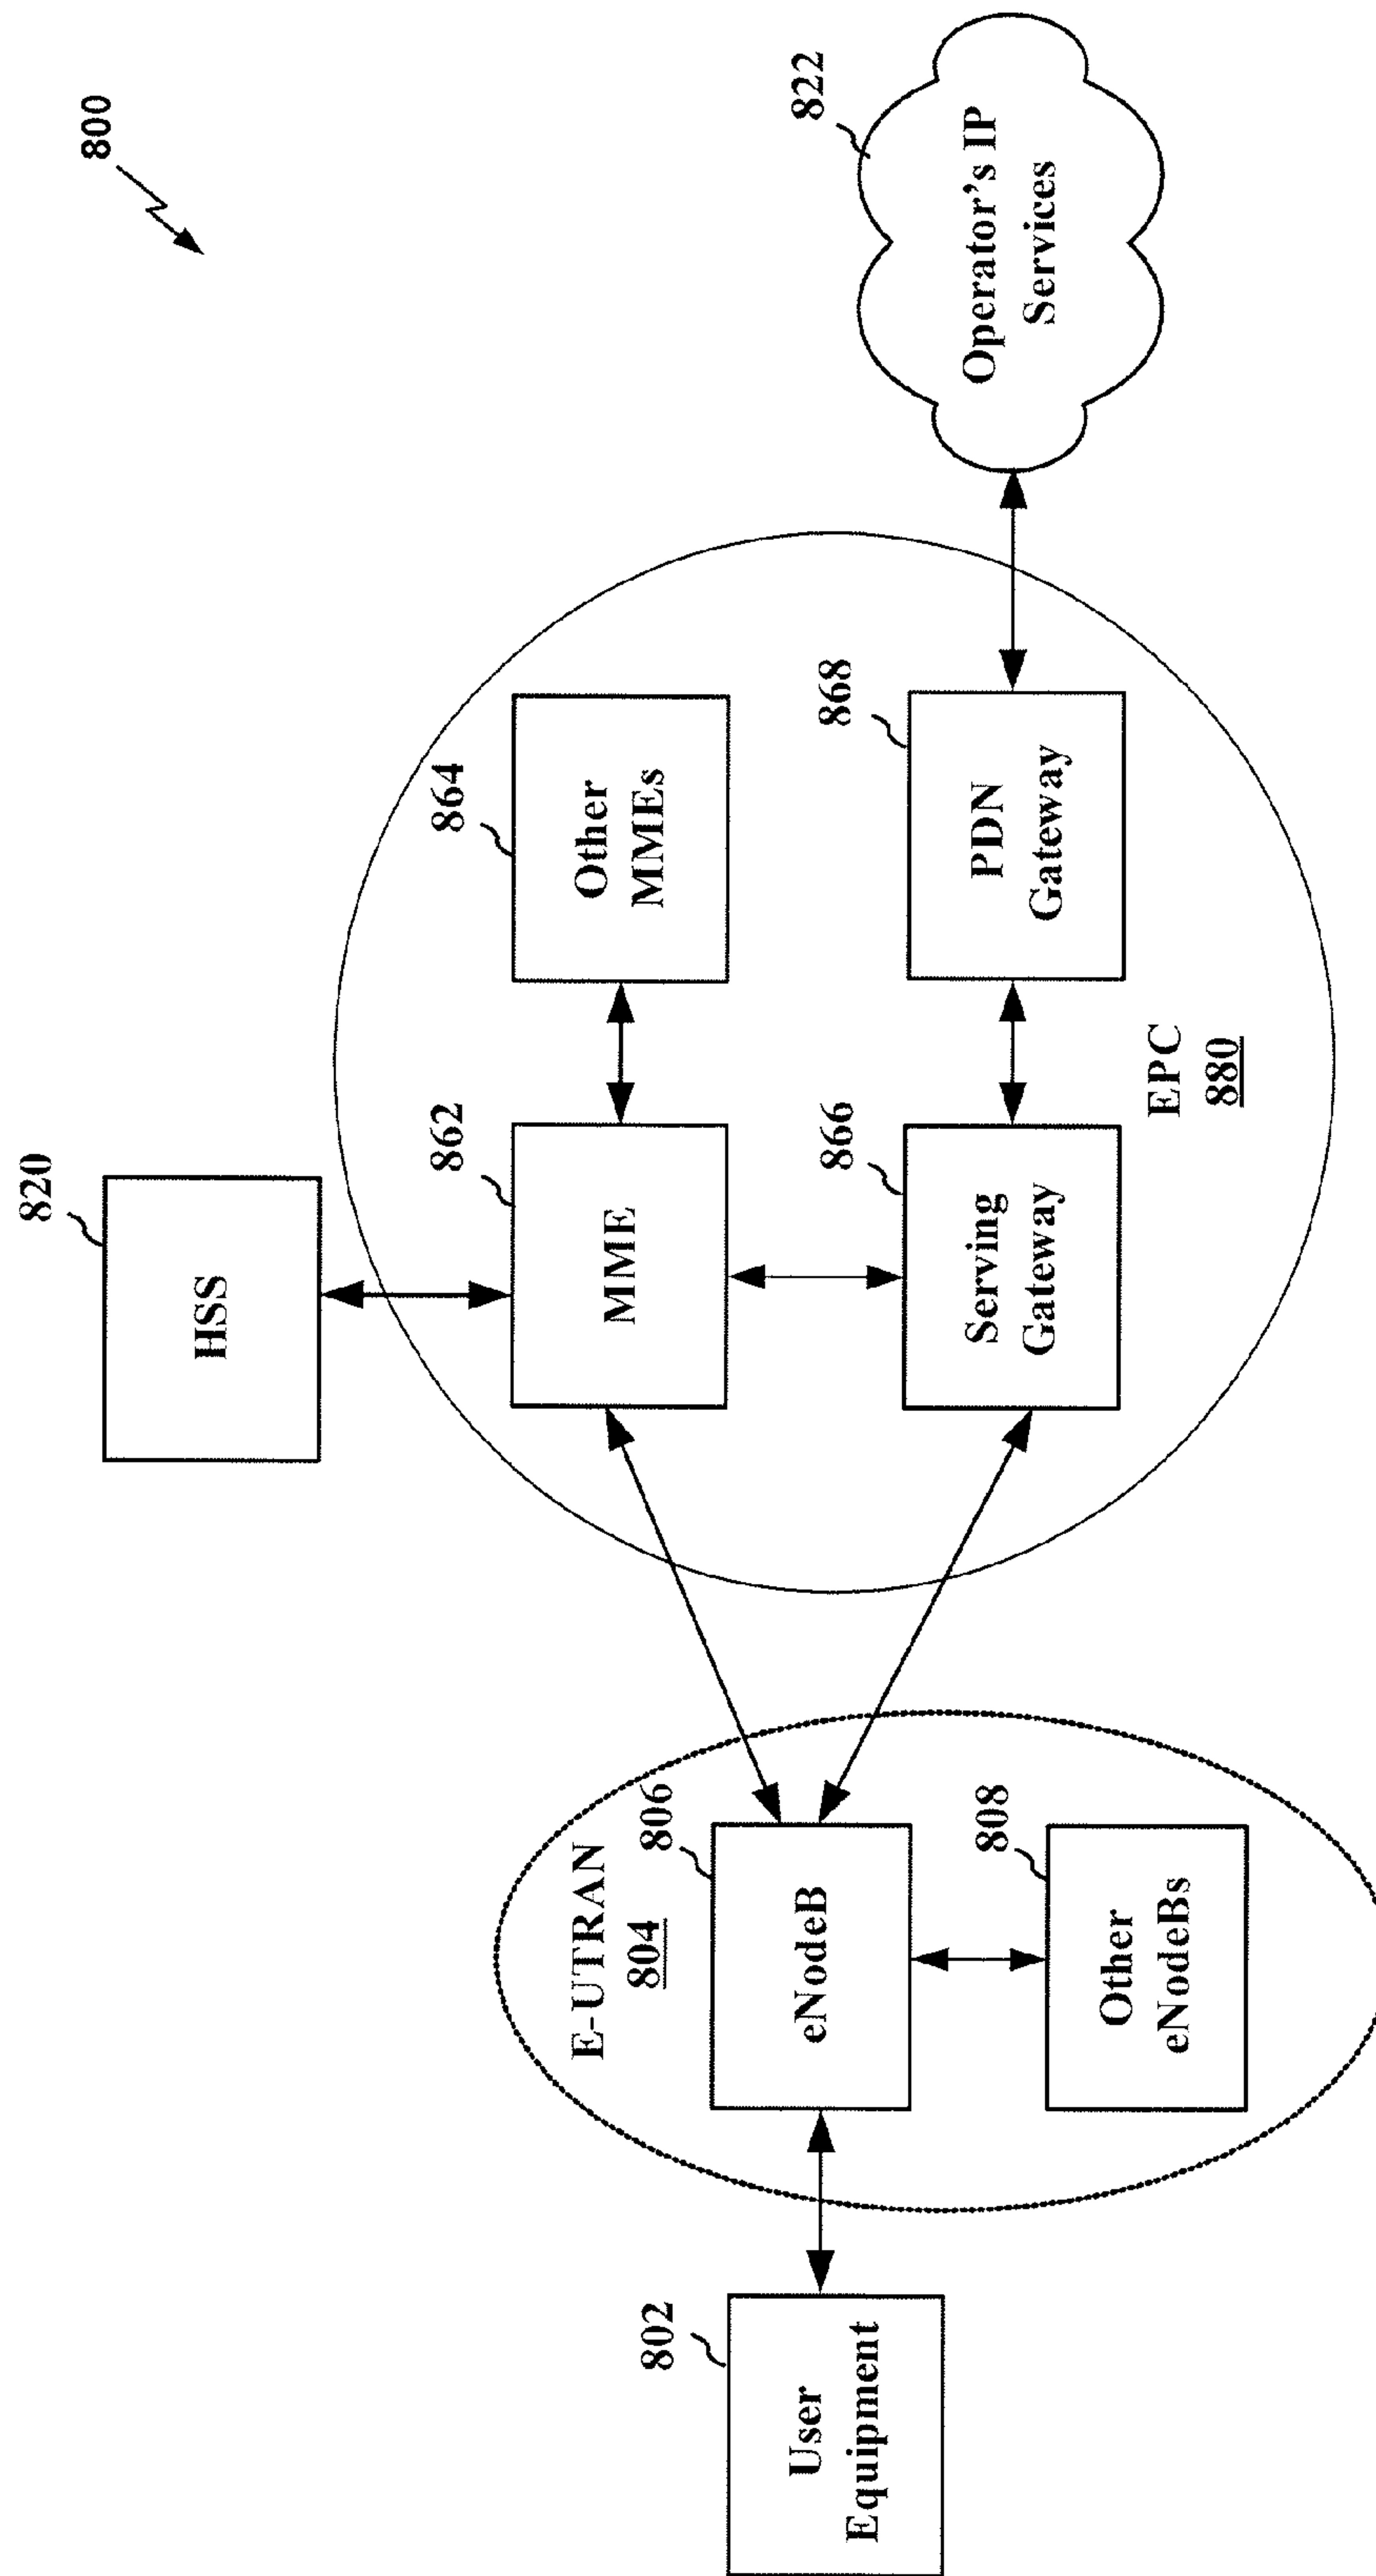 800
HSS
820
E-UTRAN
804
User
Equipment
802
eNodeB
806
Other
eNodeBs
808
MME
862
Other
MMEs
864
Serving
Gateway
866
PDN
Gateway
868
EPC
880
Operator's IP
Services
822